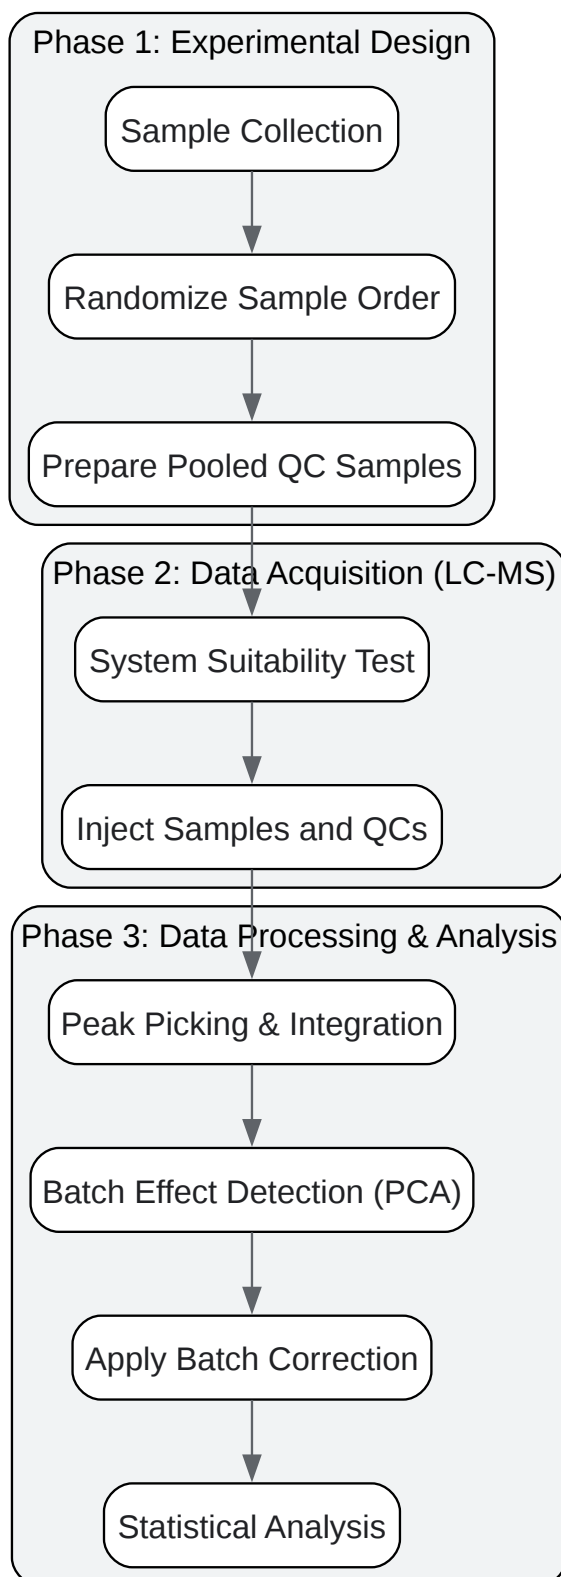 Phase 1: Experimental Design
Sample Collection
Randomize Sample Order
Prepare Pooled QC Samples
Phase 2: Data Acquisition (LC-MS)
System Suitability Test
Inject Samples and QCs
Phase 3: Data Processing & Analysis
Peak Picking & Integration
Batch Effect Detection (PCA)
Apply Batch Correction
Statistical Analysis